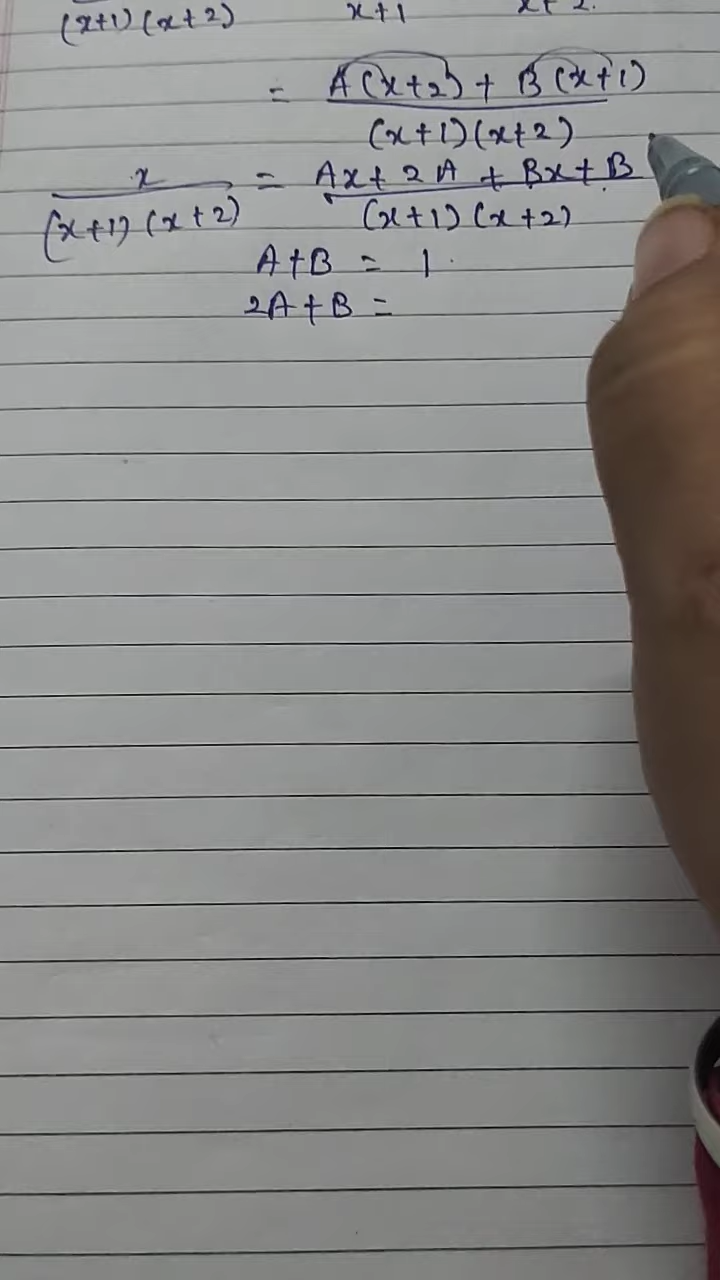 (x+1)(x+2) x+1 x+2.
= A(x+2) + B(x+1)
(x+1)(x+2)
x = Ax + 2A + Bx + B
(x+1)(x+2) (x+1)(x+2)
A+B = 1.
2A+B =